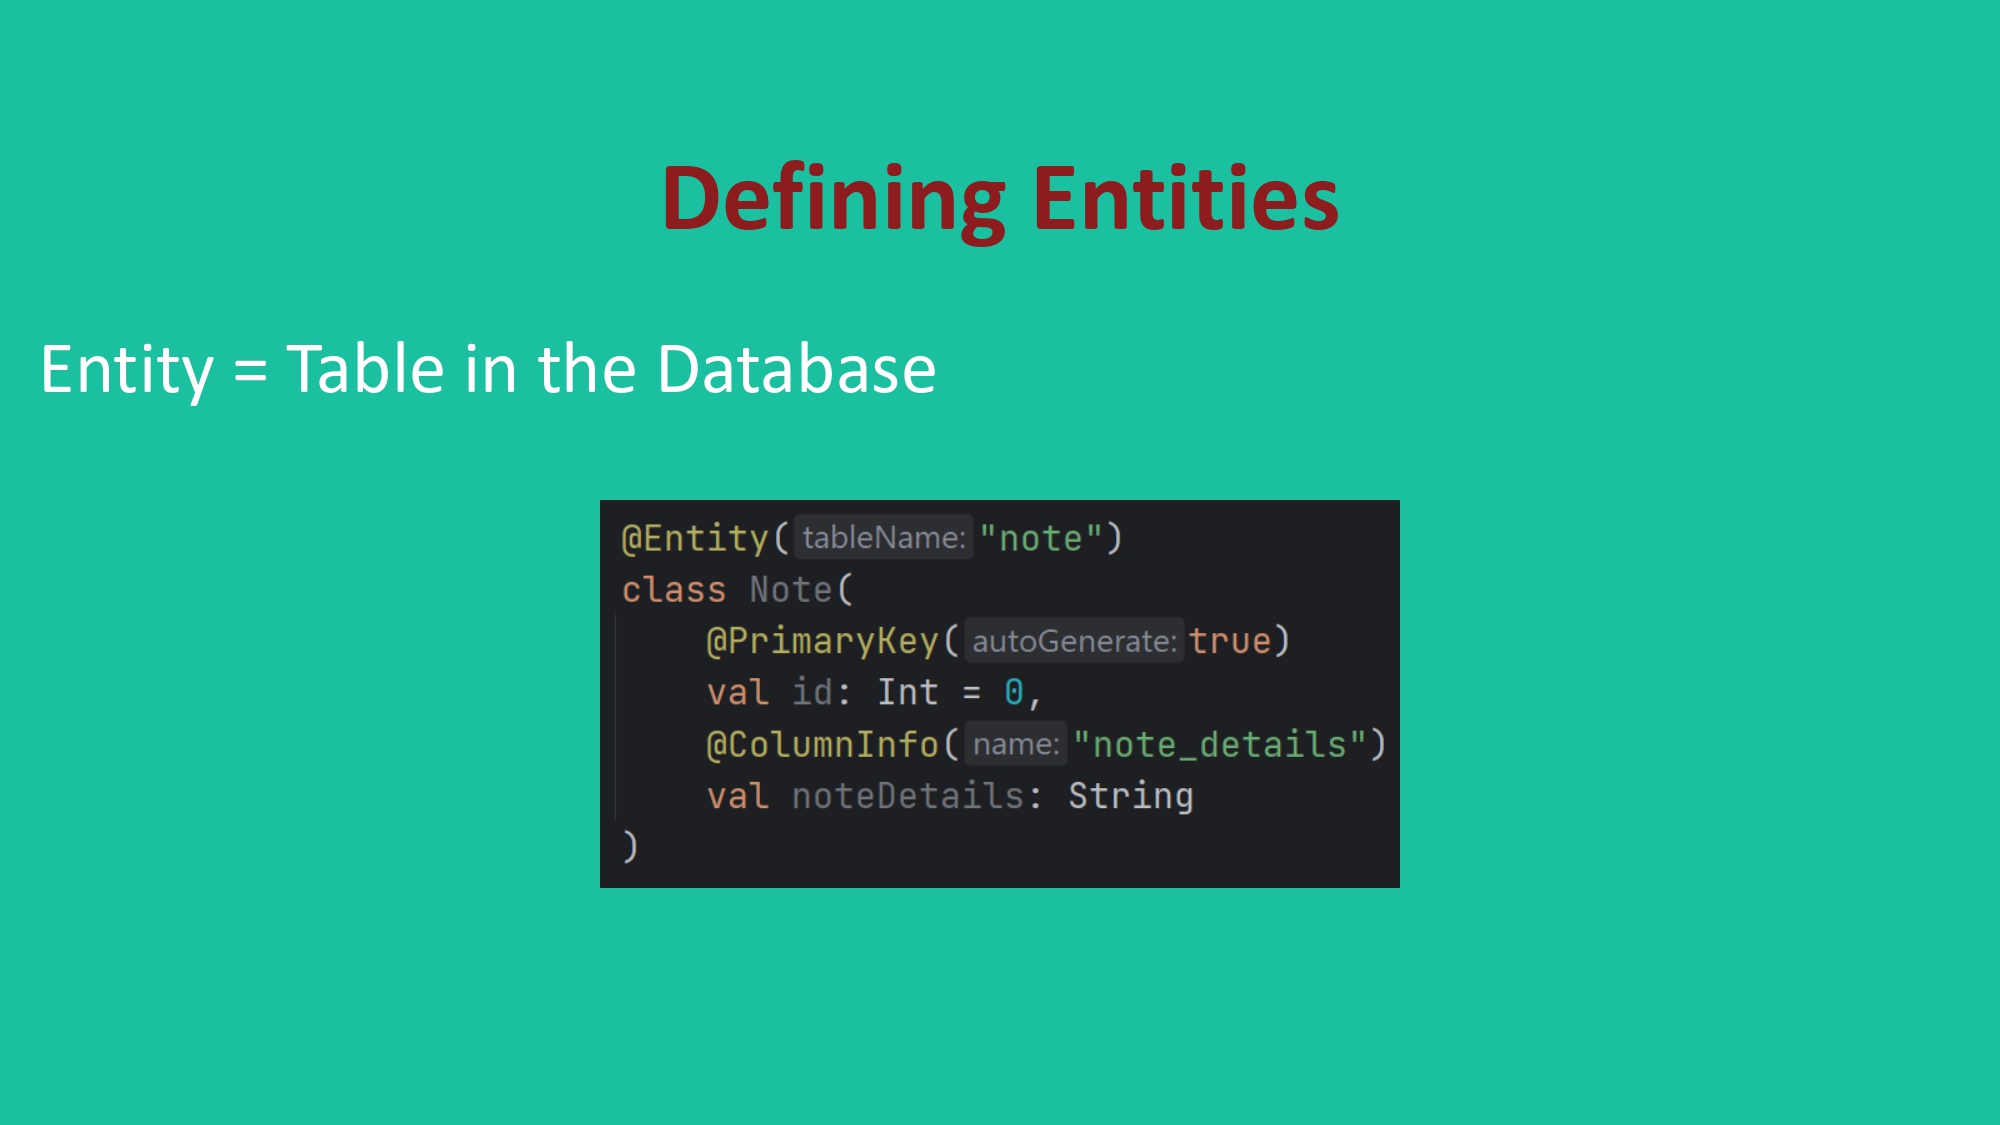 Defining Entities
Entity = Table in the Database
@Entity( tableName: "note")
class Note(
@PrimaryKey( autoGenerate: true)
val id: Int = 0,
@ColumnInfo( name: "note_details")
val noteDetails: String
)